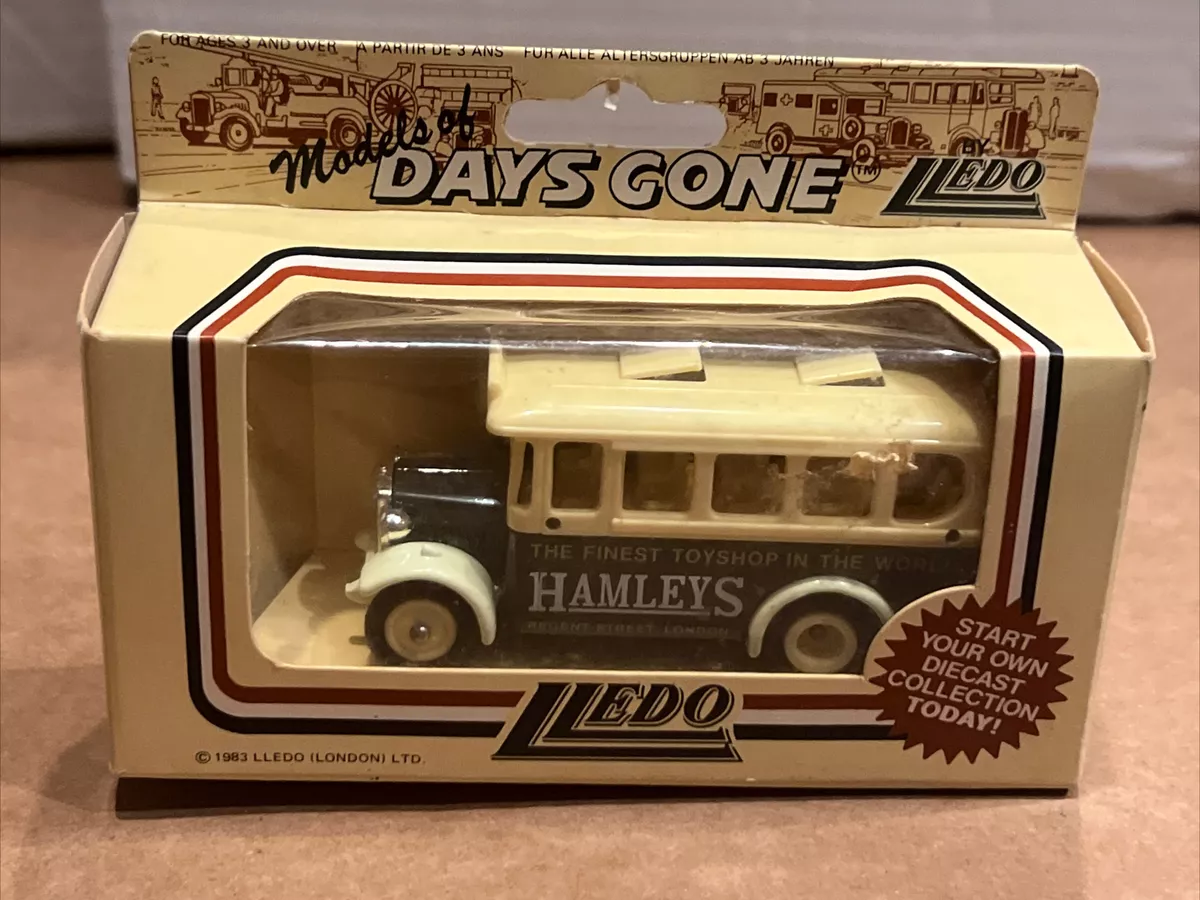 FOR AGES 3 AND OVER A PARTIR DE 3 ANS FÜR ALLE ALTERSGRUPPEN AB 3 JAHREN
Models of
DAYS GONE™
BY
LLEDO
THE FINEST TOYSHOP IN THE WORL
HAMLEYS
REGENT STREET LONDON
START
YOUR OWN
DIECAST
COLLECTION
TODAY!
LLEDO
© 1983 LLEDO (LONDON) LTD.